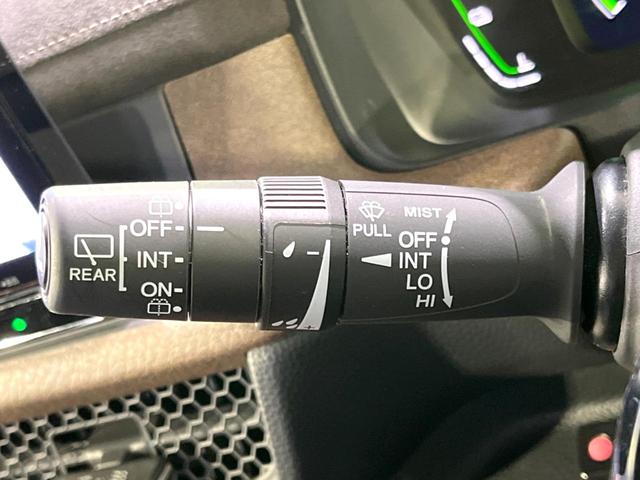 OFF
INT
REAR
ON
MIST
PULL
OFF
INT
LO
HI